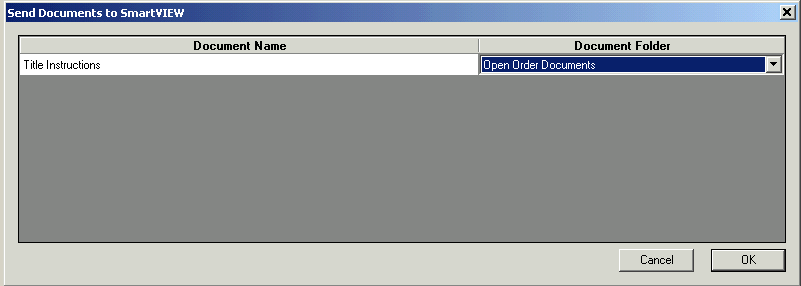 Send Documents to SmartVIEW
Document Name Document Folder
Title Instructions Open Order Documents
Cancel OK